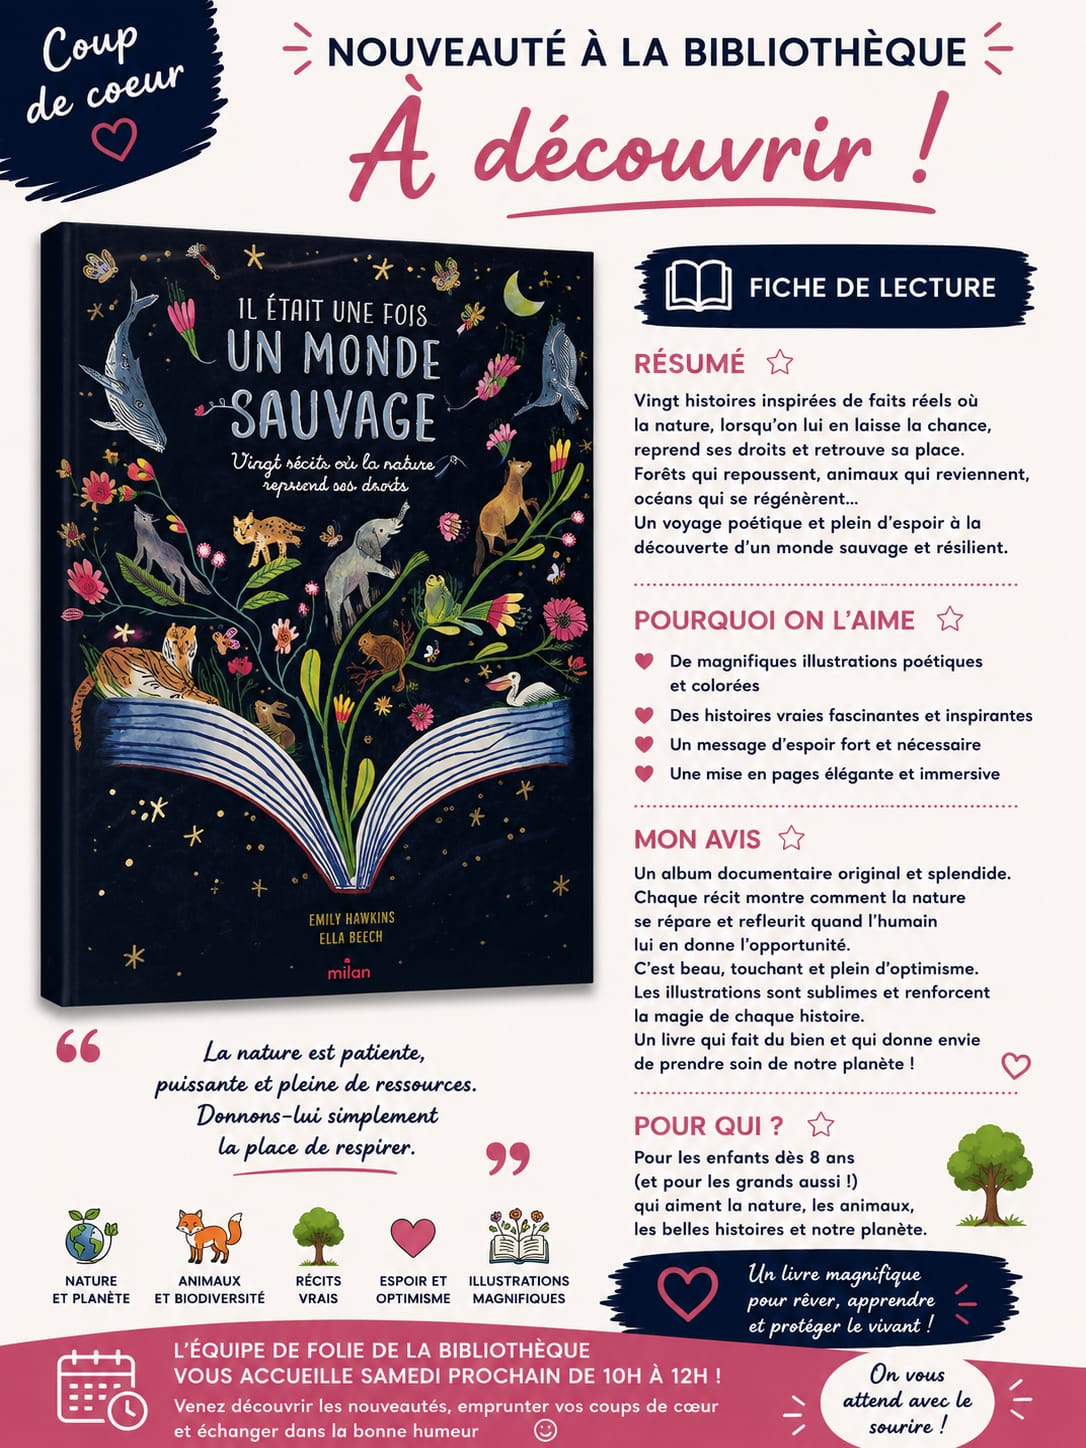 Coup
de coeur
NOUVEAUTÉ À LA BIBLIOTHÈQUE
À découvrir !
IL ÉTAIT UNE FOIS
UN MONDE
SAUVAGE
Vingt récits où la nature
reprend ses droits
EMILY HAWKINS
ELLA BEECH
milan
FICHE DE LECTURE
RÉSUMÉ
Vingt histoires inspirées de faits réels où
la nature, lorsqu'on lui en laisse la chance,
reprend ses droits et retrouve sa place.
Forêts qui repoussent, animaux qui reviennent,
océans qui se régénèrent...
Un voyage poétique et plein d'espoir à la
découverte d'un monde sauvage et résilient.
POURQUOI ON L'AIME
De magnifiques illustrations poétiques
et colorées
Des histoires vraies fascinantes et inspirantes
Un message d'espoir fort et nécessaire
Une mise en pages élégante et immersive
MON AVIS
Un album documentaire original et splendide.
Chaque récit montre comment la nature
se répare et refleurit quand l'humain
lui en donne l'opportunité.
C'est beau, touchant et plein d'optimisme.
Les illustrations sont sublimes et renforcent
la magie de chaque histoire.
Un livre qui fait du bien et qui donne envie
de prendre soin de notre planète !
POUR QUI ?
Pour les enfants dès 8 ans
(et pour les grands aussi !)
qui aiment la nature, les animaux,
les belles histoires et notre planète.
Un livre magnifique
pour rêver, apprendre
et protéger le vivant !
“ La nature est patiente,
puissante et pleine de ressources.
Donnons-lui simplement
la place de respirer. ”
NATURE
ET PLANÈTE
ANIMAUX
ET BIODIVERSITÉ
RÉCITS
VRAIS
ESPOIR ET
OPTIMISME
ILLUSTRATIONS
MAGNIFIQUES
L'ÉQUIPE DE FOLIE DE LA BIBLIOTHÈQUE
VOUS ACCUEILLE SAMEDI PROCHAIN DE 10H À 12H !
Venez découvrir les nouveautés, emprunter vos coups de cœur
et échanger dans la bonne humeur
On vous
attend avec le
sourire !